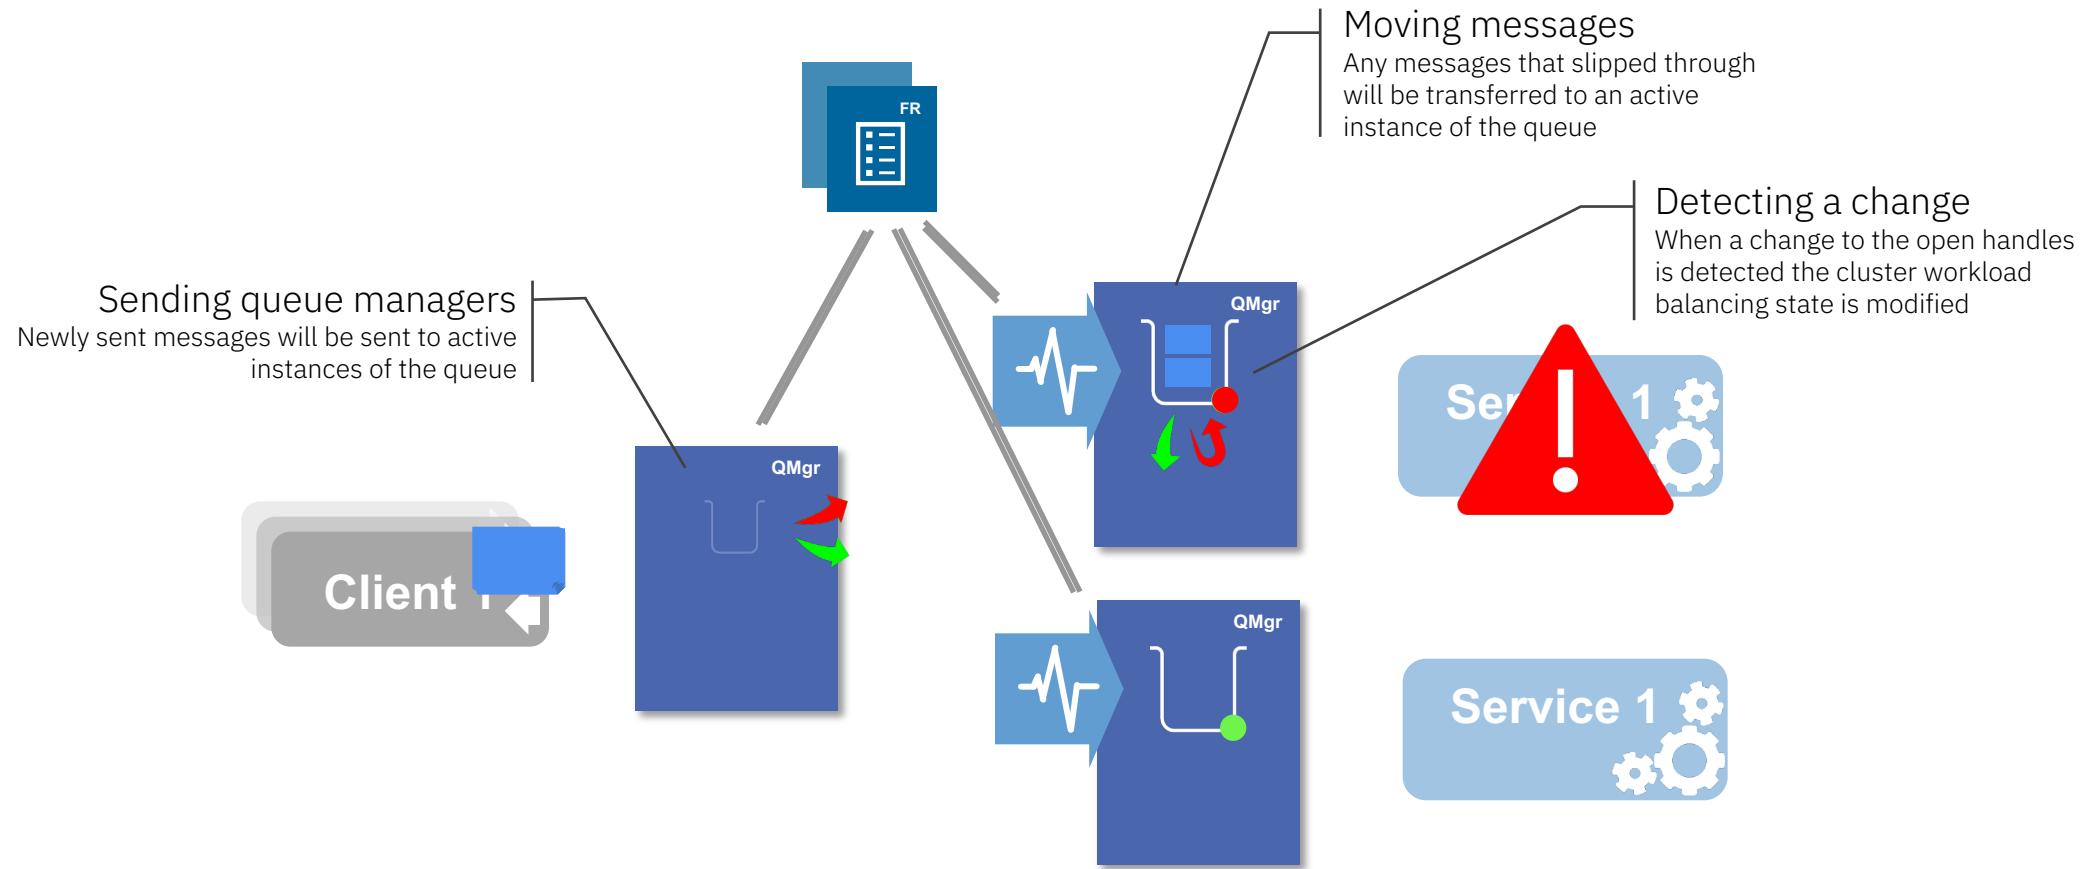 Moving messages
Any messages that slipped through
will be transferred to an active
instance of the queue
FR
Detecting a change
When a change to the open handles
is detected the cluster workload
balancing state is modified
Sending queue managers
Newly sent messages will be sent to active
instances of the queue
QMgr
QMgr
Client 1
1
QMgr
Service 1